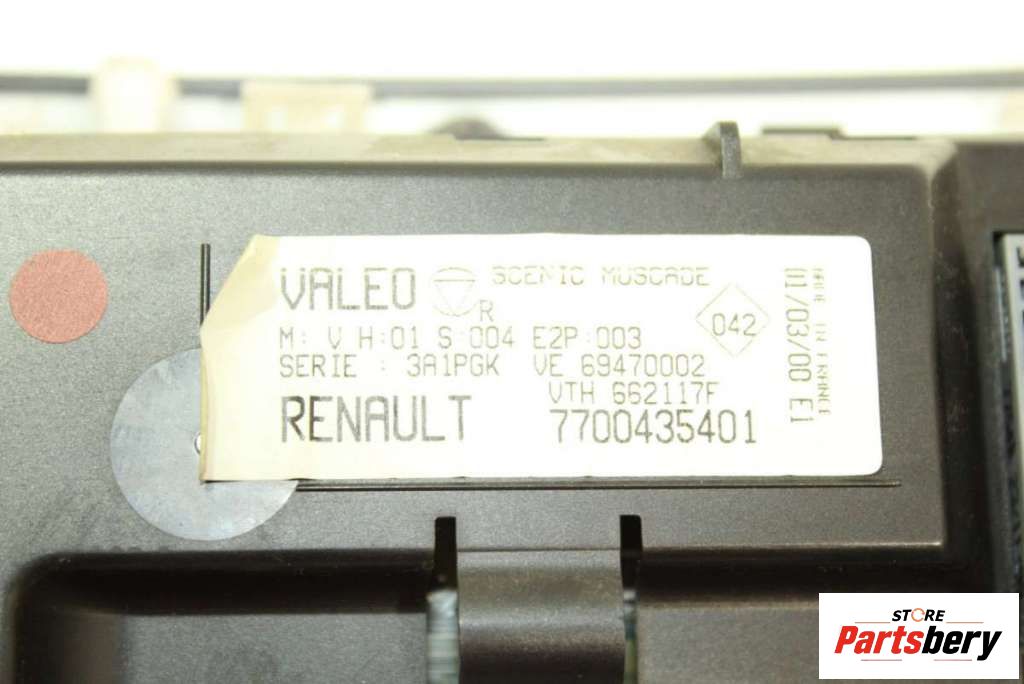 VALEO R SCENIC MUSCADE
M: V H:01 S:004 E2P:003
SERIE : 3A1PGK VE 69470002
VTH 662117F
RENAULT 7700435401
042
MADE IN FRANCE
01/03/00 E1
STORE
Partsbery